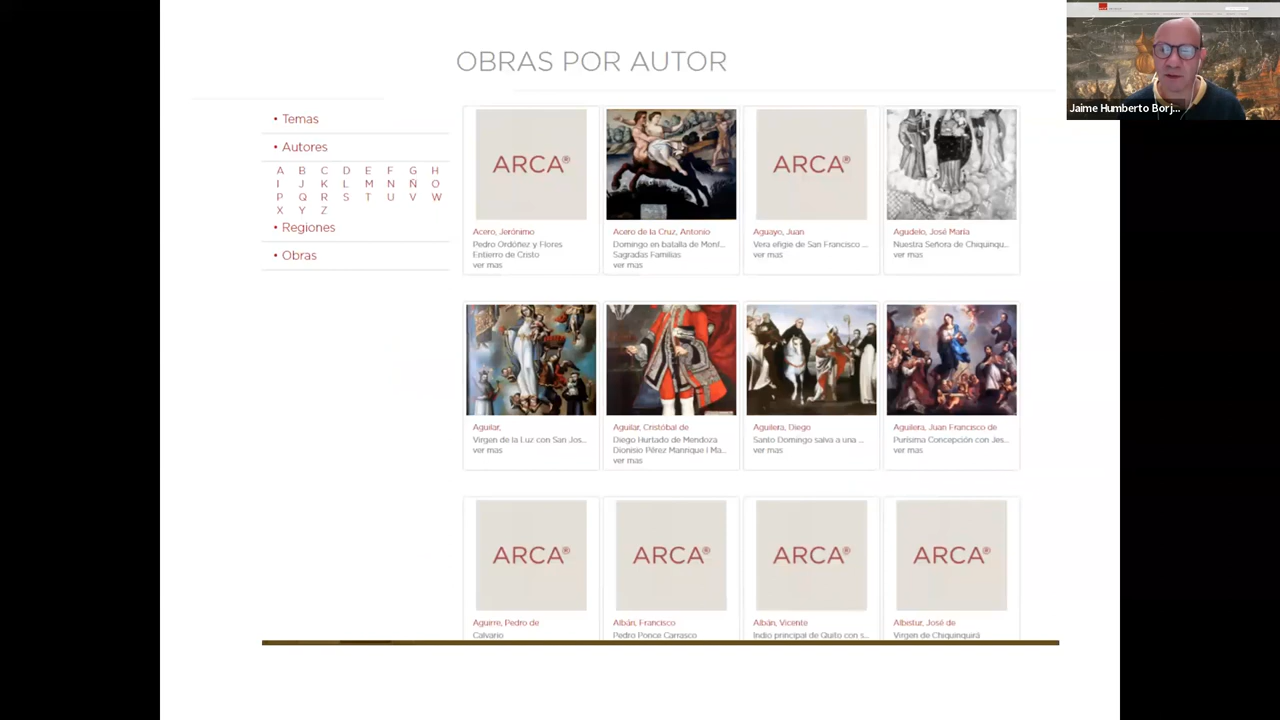 OBRAS POR AUTOR
Jaime Humberto Borj...
• Temas
• Autores
A B C D E F G H
I J K L M N Ñ O
P Q R S T U V W
X Y Z
• Regiones
• Obras
ARCA®
Acero, Jerónimo
Pedro Ordóñez y Flores
Entierro de Cristo
ver mas
Acero de la Cruz, Antonio
Domingo en batalla de Monf...
Sagradas Familias
ver mas
ARCA®
Aguayo, Juan
Vera efigie de San Francisco ...
ver mas
Agudelo, José María
Nuestra Señora de Chiquinqu...
ver mas
Aguilar,
Virgen de la Luz con San Jos...
ver mas
Aguilar, Cristóbal de
Diego Hurtado de Mendoza
Dionisio Pérez Manrique I Ma...
ver mas
Aguilera, Diego
Santo Domingo salva a una ...
ver mas
Aguilera, Juan Francisco de
Purísima Concepción con Jes...
ver mas
ARCA®
Aguirre, Pedro de
Calvario
ARCA®
Albán, Francisco
Pedro Ponce Carrasco
ARCA®
Albán, Vicente
Indio principal de Quito con s...
ARCA®
José de
Virgen de Chiquinquirá